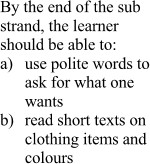 By the end of the sub
strand, the learner
should be able to:
a) use polite words to
ask for what one
wants
b) read short texts on
clothing items and
colours